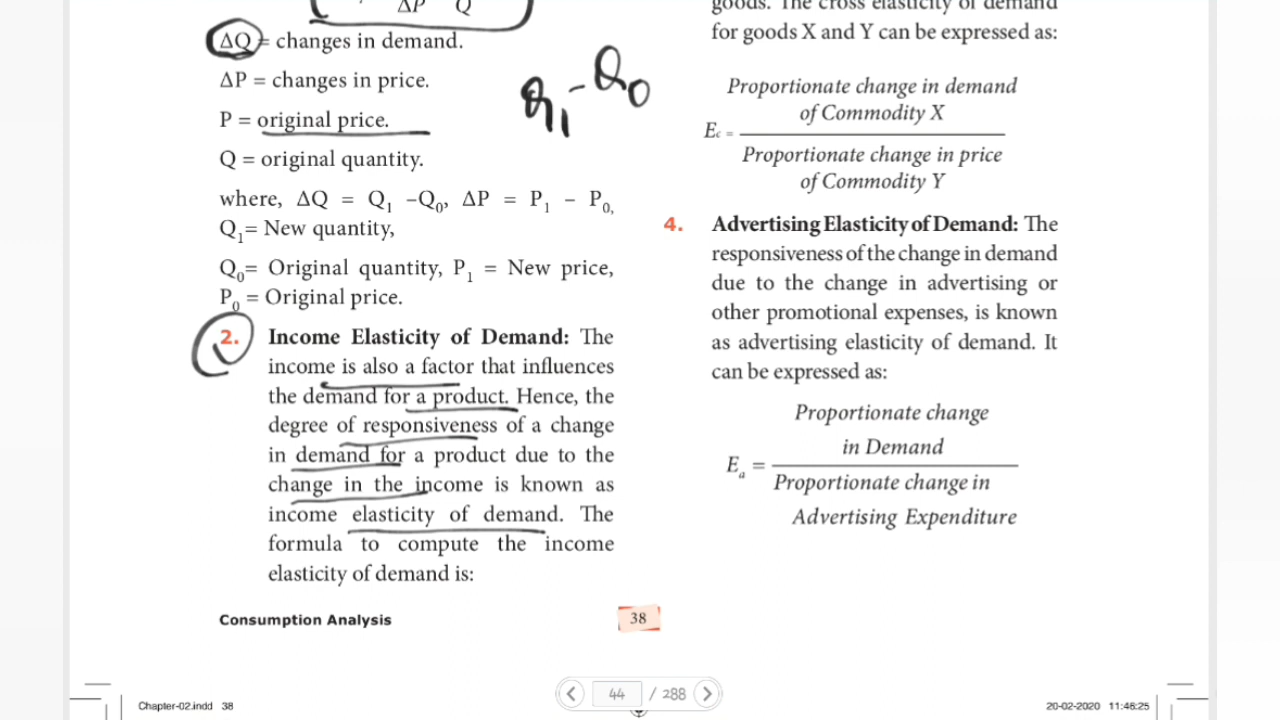 ΔP Q
ΔQ = changes in demand.
ΔP = changes in price.
P = original price.
Q = original quantity.
where, ΔQ = Q₁ –Q₀, ΔP = P₁ – P₀,
Q₁= New quantity,
Q₀= Original quantity, P₁ = New price,
P₀ = Original price.
Q₁ - Q₀
2. Income Elasticity of Demand: The
income is also a factor that influences
the demand for a product. Hence, the
degree of responsiveness of a change
in demand for a product due to the
change in the income is known as
income elasticity of demand. The
formula to compute the income
elasticity of demand is:
goods. The cross elasticity of demand
for goods X and Y can be expressed as:
Proportionate change in demand
of Commodity X
Ec =
Proportionate change in price
of Commodity Y
4. Advertising Elasticity of Demand: The
responsiveness of the change in demand
due to the change in advertising or
other promotional expenses, is known
as advertising elasticity of demand. It
can be expressed as:
Proportionate change
in Demand
Eₐ =
Proportionate change in
Advertising Expenditure
Consumption Analysis
38
44 / 288
Chapter-02.indd 38
20-02-2020 11:46:25